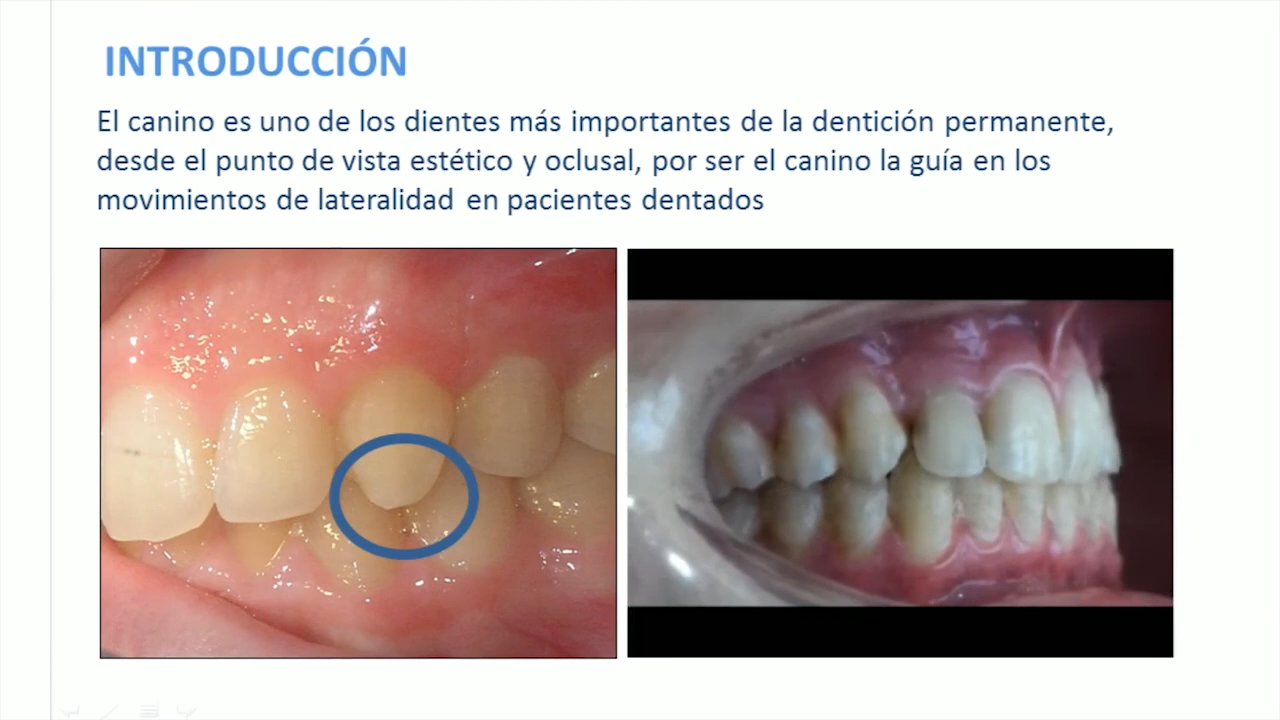 INTRODUCCIÓN
El canino es uno de los dientes más importantes de la dentición permanente,
desde el punto de vista estético y oclusal, por ser el canino la guía en los
movimientos de lateralidad en pacientes dentados